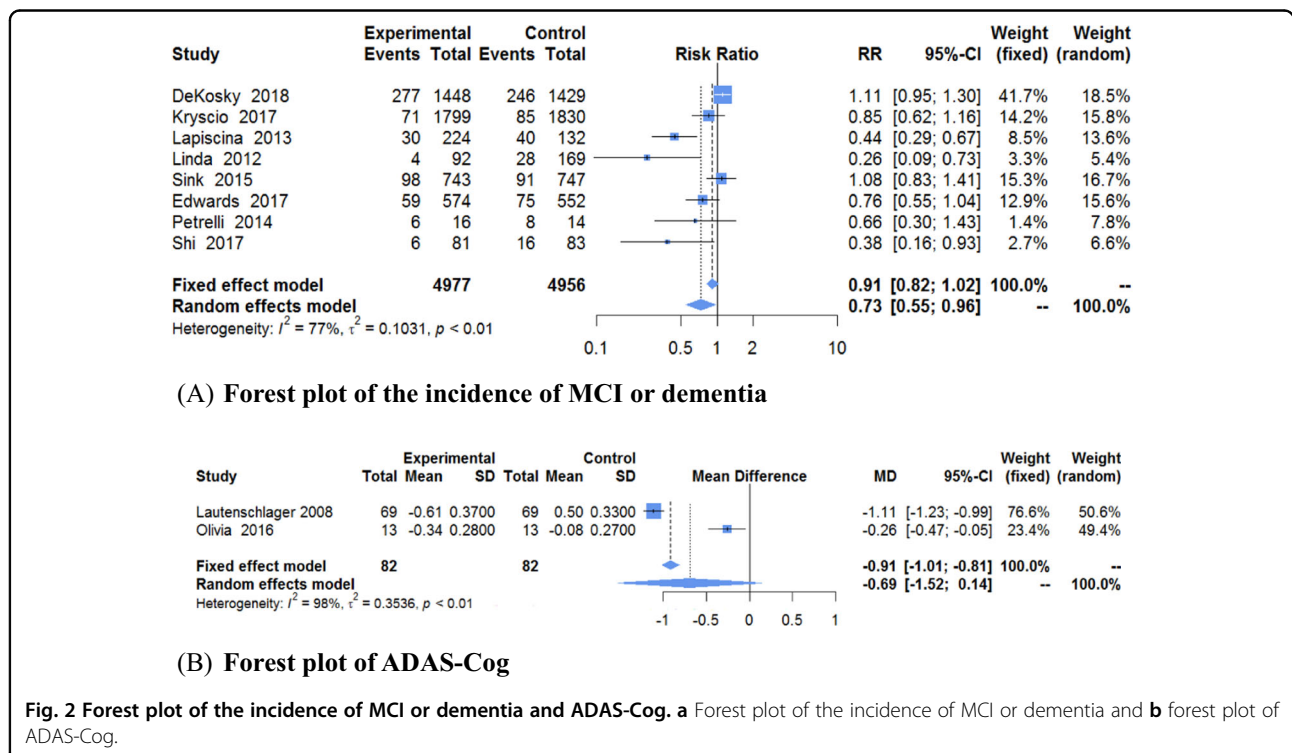 Experimental Control Weight Weight
Study Events Total Events Total Risk Ratio RR 95%-CI (fixed) (random)
DeKosky 2018 277 1448 246 1429 1.11 [0.95; 1.30] 41.7% 18.5%
Kryscio 2017 71 1799 85 1830 0.85 [0.62; 1.16] 14.2% 15.8%
Lapiscina 2013 30 224 40 132 0.44 [0.29; 0.67] 8.5% 13.6%
Linda 2012 4 92 28 169 0.26 [0.09; 0.73] 3.3% 5.4%
Sink 2015 98 743 91 747 1.08 [0.83; 1.41] 15.3% 16.7%
Edwards 2017 59 574 75 552 0.76 [0.55; 1.04] 12.9% 15.6%
Petrelli 2014 6 16 8 14 0.66 [0.30; 1.43] 1.4% 7.8%
Shi 2017 6 81 16 83 0.38 [0.16; 0.93] 2.7% 6.6%
Fixed effect model 4977 4956 0.91 [0.82; 1.02] 100.0% --
Random effects model 0.73 [0.55; 0.96] -- 100.0%
Heterogeneity: I² = 77%, τ² = 0.1031, p < 0.01
0.1 0.5 1 2 10
(A) Forest plot of the incidence of MCI or dementia
Experimental Control Weight Weight
Study Total Mean SD Total Mean SD Mean Difference MD 95%-CI (fixed) (random)
Lautenschlager 2008 69 -0.61 0.3700 69 0.50 0.3300 -1.11 [-1.23; -0.99] 76.6% 50.6%
Olivia 2016 13 -0.34 0.2800 13 -0.08 0.2700 -0.26 [-0.47; -0.05] 23.4% 49.4%
Fixed effect model 82 82 -0.91 [-1.01; -0.81] 100.0% --
Random effects model -0.69 [-1.52; 0.14] -- 100.0%
Heterogeneity: I² = 98%, τ² = 0.3536, p < 0.01
-1 -0.5 0 0.5 1
(B) Forest plot of ADAS-Cog
Fig. 2 Forest plot of the incidence of MCI or dementia and ADAS-Cog. a Forest plot of the incidence of MCI or dementia and b forest plot of
ADAS-Cog.